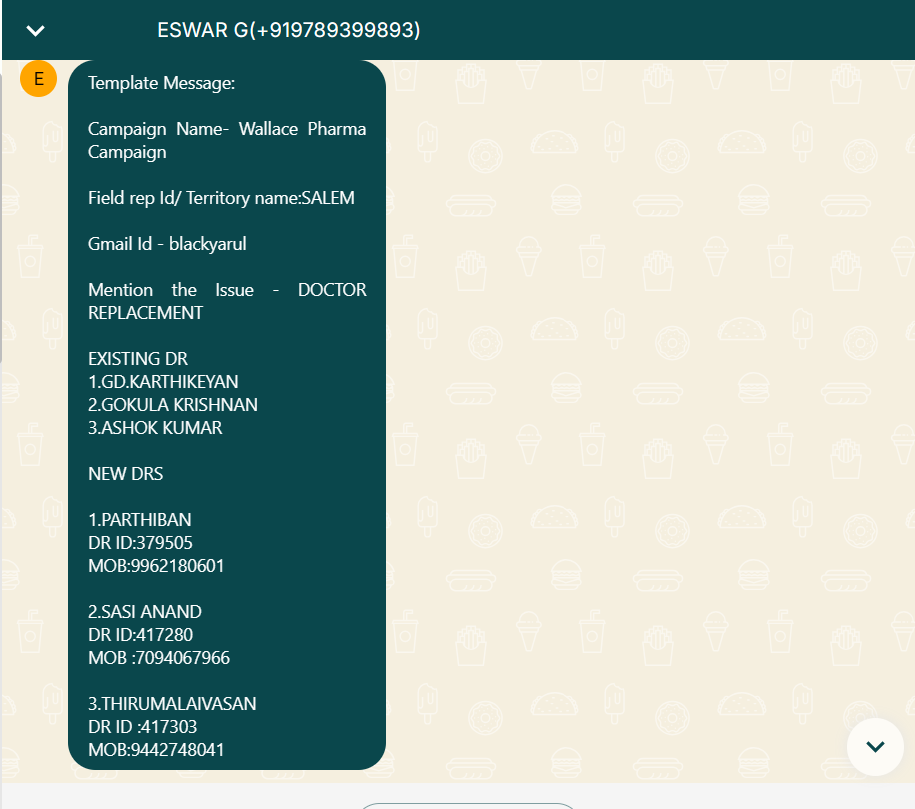 ESWAR G(+919789399893)
E
Template Message:
Campaign Name- Wallace Pharma
Campaign
Field rep Id/ Territory name:SALEM
Gmail Id - blackyarul
Mention the Issue - DOCTOR
REPLACEMENT
EXISTING DR
1.GD.KARTHIKEYAN
2.GOKULA KRISHNAN
3.ASHOK KUMAR
NEW DRS
1.PARTHIBAN
DR ID:379505
MOB:9962180601
2.SASI ANAND
DR ID:417280
MOB :7094067966
3.THIRUMALAIVASAN
DR ID :417303
MOB:9442748041